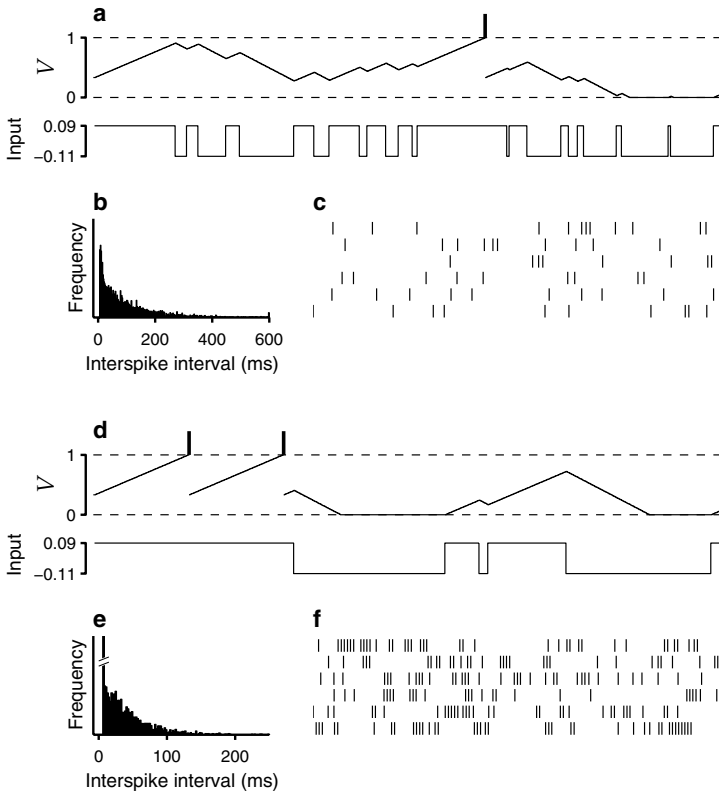 a
1
V
0
0.09
Input
−0.11
b
c
Frequency
0 200 400 600
Interspike interval (ms)
d
1
V
0
0.09
Input
−0.11
e
f
Frequency
0 100 200
Interspike interval (ms)